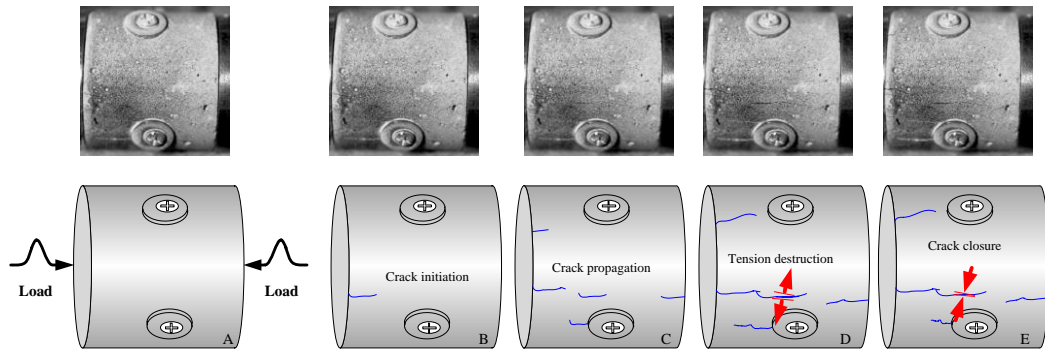 Load
Load
A
Crack initiation
B
Crack propagation
C
Tension destruction
D
Crack closure
E